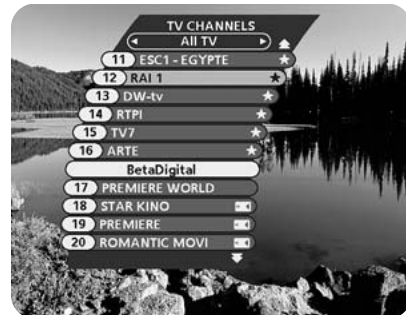 TV CHANNELS
All TV
11 ESC1 - EGYPTE
12 RAI 1
13 DW-tv
14 RTPI
15 TV7
16 ARTE
BetaDigital
17 PREMIERE WORLD
18 STAR KINO
19 PREMIERE
20 ROMANTIC MOVI